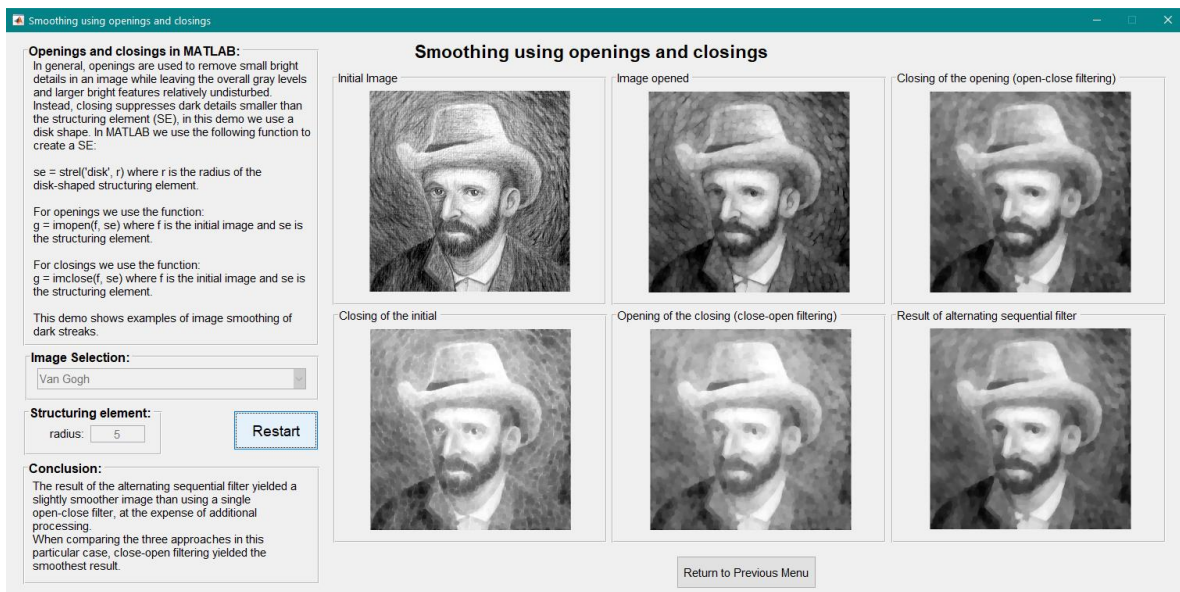 Smoothing using openings and closings
Openings and closings in MATLAB:
In general, openings are used to remove small bright
details in an image while leaving the overall gray levels
and larger bright features relatively undisturbed.
Instead, closing suppresses dark details smaller than
the structuring element (SE), in this demo we use a
disk shape. In MATLAB we use the following function to
create a SE:
se = strel('disk', r) where r is the radius of the
disk-shaped structuring element.
For openings we use the function:
g = imopen(f, se) where f is the initial image and se is
the structuring element.
For closings we use the function:
g = imclose(f, se) where f is the initial image and se is
the structuring element.
This demo shows examples of image smoothing of
dark streaks.
Image Selection:
Van Gogh
Structuring element:
radius: 5
Restart
Conclusion:
The result of the alternating sequential filter yielded a
slightly smoother image than using a single
open-close filter, at the expense of additional
processing.
When comparing the three approaches in this
particular case, close-open filtering yielded the
smoothest result.
Smoothing using openings and closings
Initial Image
Image opened
Closing of the opening (open-close filtering)
Closing of the initial
Opening of the closing (close-open filtering)
Result of alternating sequential filter
Return to Previous Menu